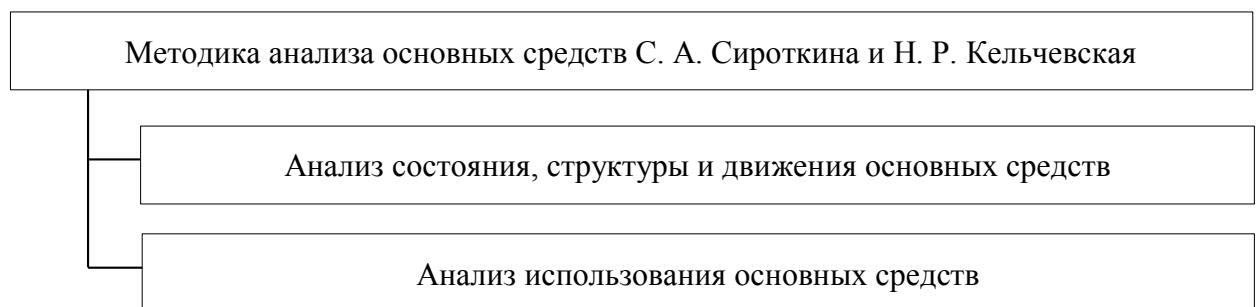 Методика анализа основных средств С. А. Сироткина и Н. Р. Кельчевская
Анализ состояния, структуры и движения основных средств
Анализ использования основных средств